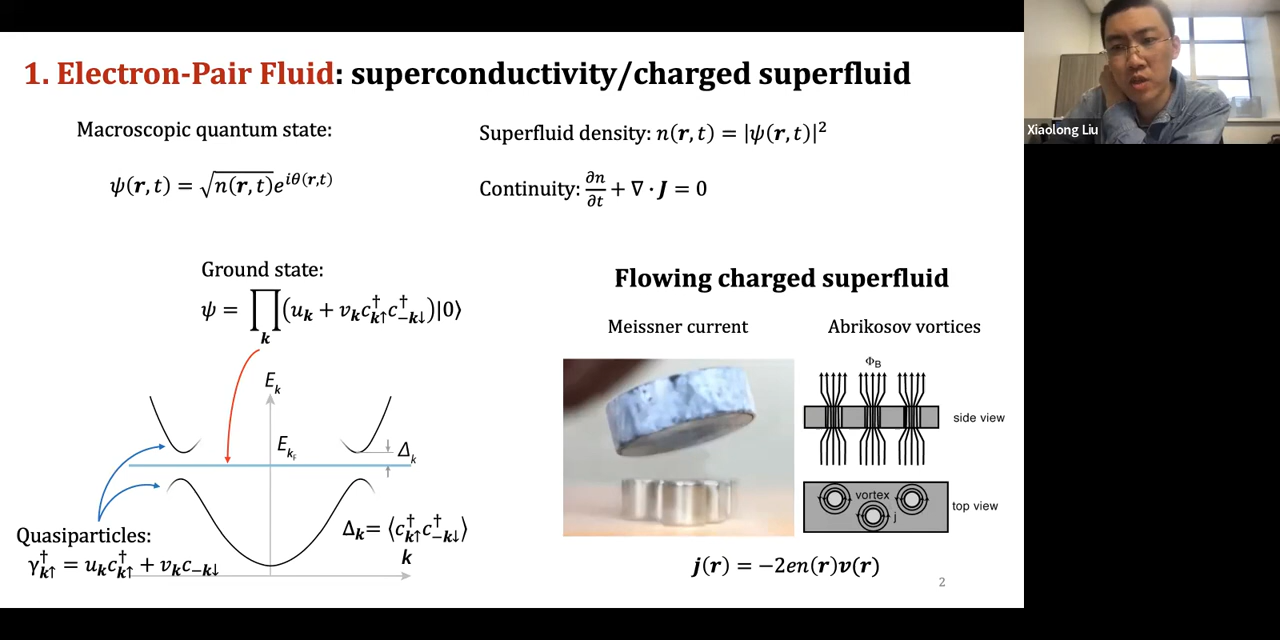 1. Electron-Pair Fluid: superconductivity/charged superfluid
Macroscopic quantum state:
ψ(r, t) = √n(r, t)e^{iθ(r,t)}
Superfluid density: n(r, t) = |ψ(r, t)|²
Continuity: ∂n/∂t + ∇ · J = 0
Ground state:
ψ = ∏_k (u_k + v_k c†_{k↑} c†_{−k↓})|0⟩
E_k
E_{k_F}
Δ_k
Δ_k = ⟨c†_{k↑} c†_{−k↓}⟩
k
Quasiparticles:
γ†_{k↑} = u_k c†_{k↑} + v_k c_{−k↓}
Flowing charged superfluid
Meissner current
Abrikosov vortices
Φ_B
side view
vortex
j
top view
j(r) = −2en(r)v(r)
2
Xiaolong Liu